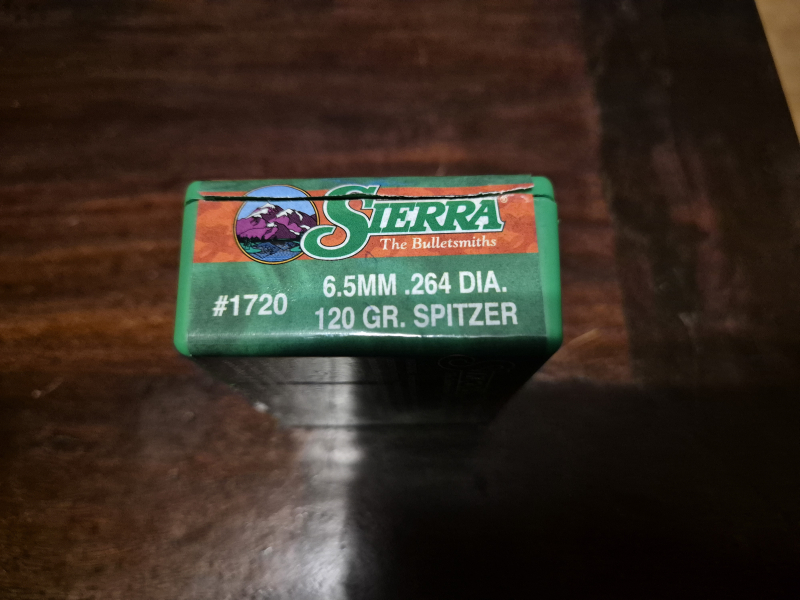 SIERRA
The Bulletsmiths
#1720
6.5MM .264 DIA.
120 GR. SPITZER